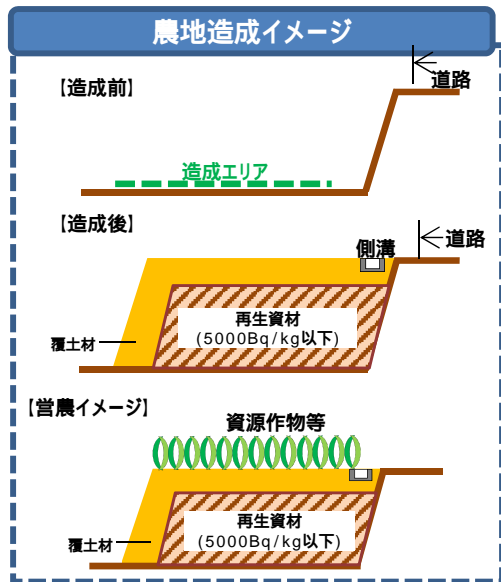 農地造成イメージ
道路
【造成前】
造成エリア
【造成後】
側溝
道路
再生資材
(5000Bq/kg以下)
覆土材
【営農イメージ】
資源作物等
再生資材
(5000Bq/kg以下)
覆土材